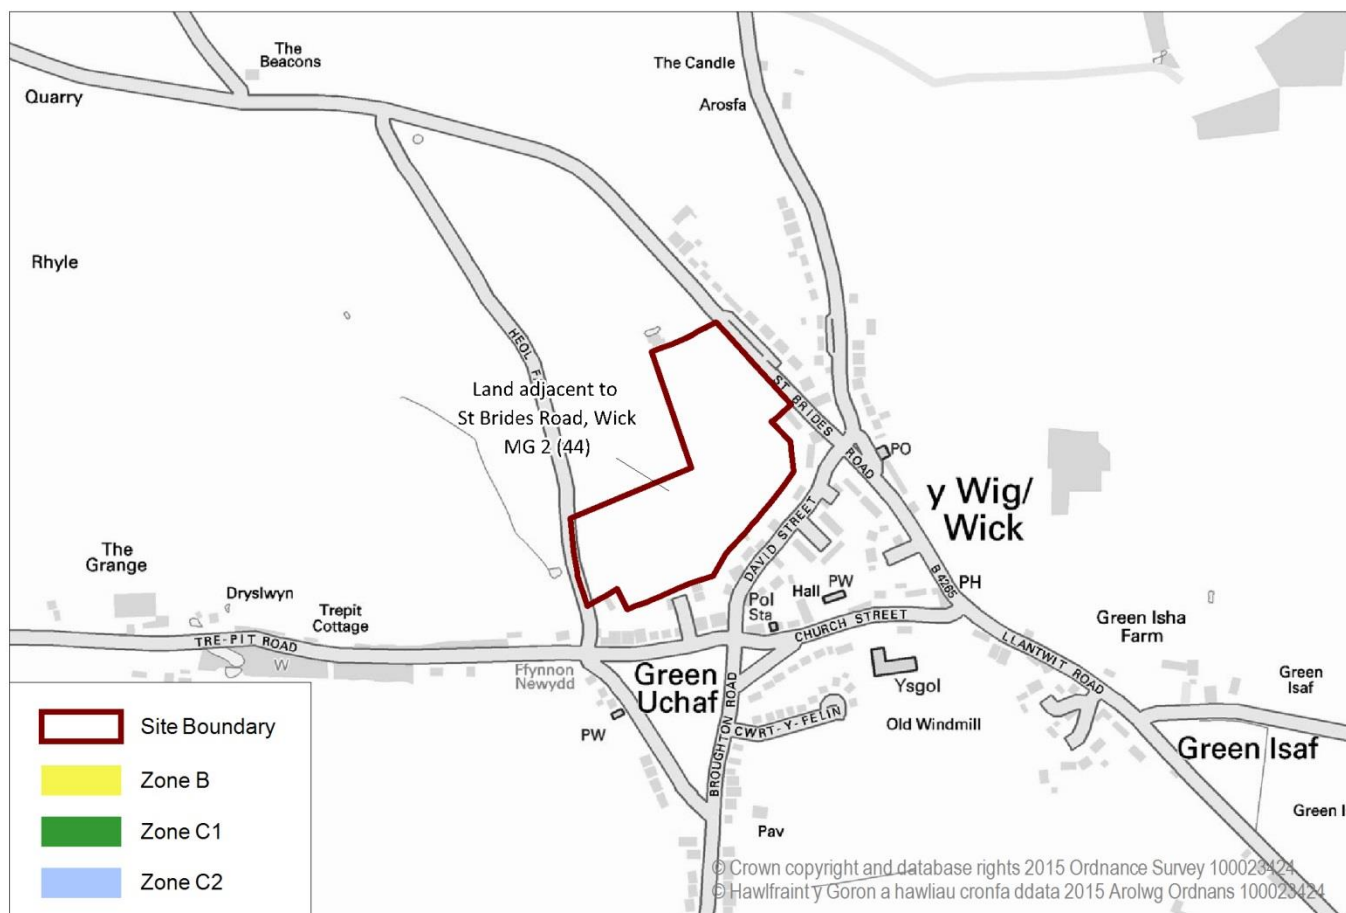 The
Beacons
Quarry
The Candle
Arosfa
Rhyle
HEOL F
Land adjacent to
St Brides Road, Wick
MG 2 (44)
ST BRIDES
ROAD
PO
y Wig/
Wick
DAVID STREET
B 4265
PH
The
Grange
Dryslwyn
Trepit
Cottage
TRE-PIT ROAD
W
Ffynnon
Newydd
PW
Green
Uchaf
Pol
Sta
Hall
PW
CHURCH STREET
Ysgol
Old Windmill
BROUGHTON ROAD
CWRT-Y-FELIN
Pav
LLANTWIT ROAD
Green Isha
Farm
Green
Isaf
Green Isaf
Green I
Site Boundary
Zone B
Zone C1
Zone C2
© Crown copyright and database rights 2015 Ordnance Survey 100023424
© Hawlfraint y Goron a hawliau cronfa ddata 2015 Arolwg Ordnans 100023424